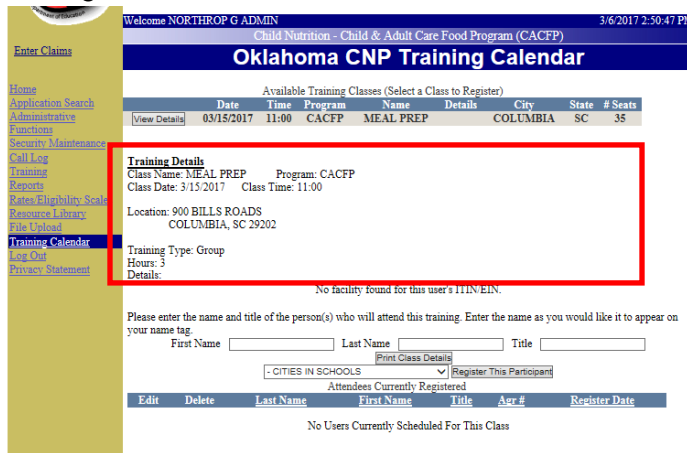 of Education
Welcome NORTHROP G ADMIN 3/6/2017 2:50:47 PM
Child Nutrition - Child & Adult Care Food Program (CACFP)
Enter Claims
Oklahoma CNP Training Calendar
Home
Application Search
Administrative
Functions
Security Maintenance
Call Log
Training
Reports
Rates/Eligibility Scale
Resource Library
File Upload
Training Calendar
Log Out
Privacy Statement
Available Training Classes (Select a Class to Register)
Date Time Program Name Details City State # Seats
View Details 03/15/2017 11:00 CACFP MEAL PREP COLUMBIA SC 35
Training Details
Class Name: MEAL PREP Program: CACFP
Class Date: 3/15/2017 Class Time: 11:00
Location: 900 BILLS ROADS
COLUMBIA, SC 29202
Training Type: Group
Hours: 3
Details:
No facility found for this user's ITIN/EIN.
Please enter the name and title of the person(s) who will attend this training. Enter the name as you would like it to appear on
your name tag.
First Name Last Name Title
Print Class Details
- CITIES IN SCHOOLS Register This Participant
Attendees Currently Registered
Edit Delete Last Name First Name Title Agr # Register Date
No Users Currently Scheduled For This Class